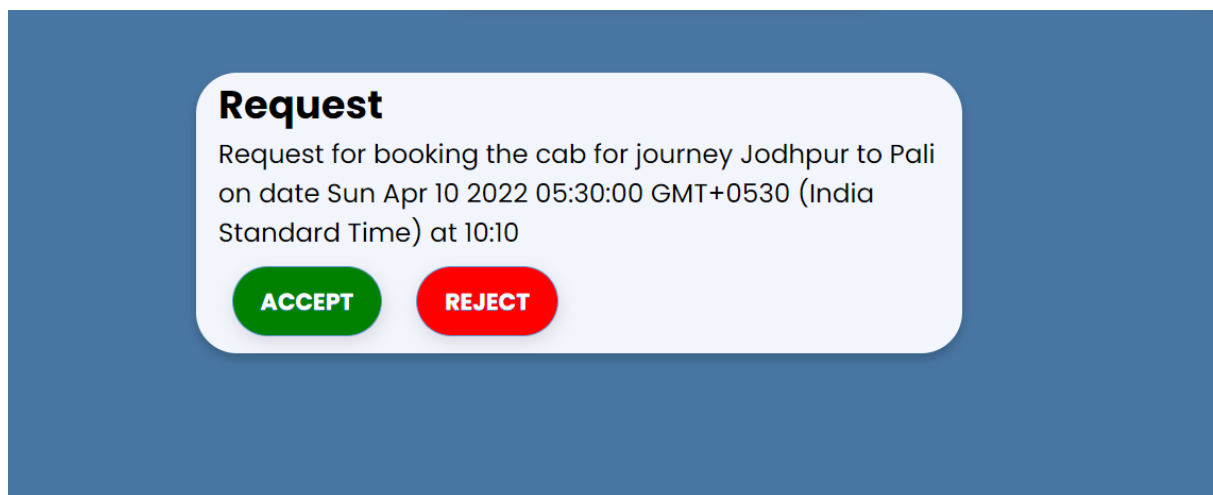 Request
Request for booking the cab for journey Jodhpur to Pali
on date Sun Apr 10 2022 05:30:00 GMT+0530 (India
Standard Time) at 10:10
ACCEPT REJECT